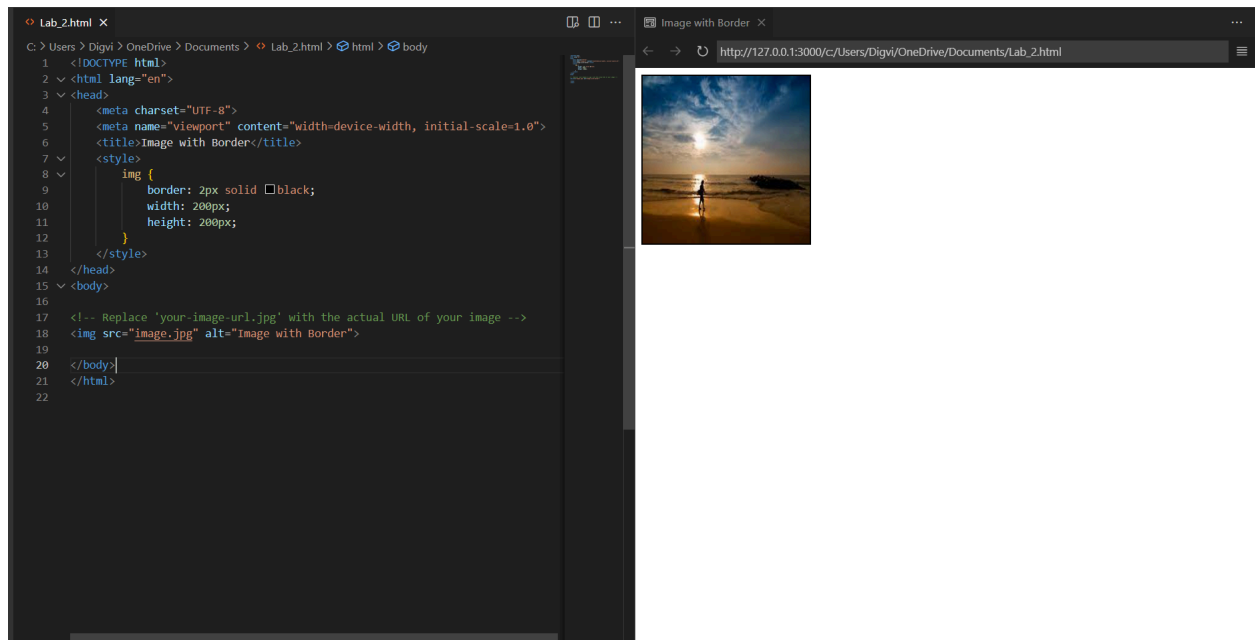 Lab_2.html
C: > Users > Digvi > OneDrive > Documents > Lab_2.html > html > body
1 <!DOCTYPE html>
2 <html lang="en">
3 <head>
4     <meta charset="UTF-8">
5     <meta name="viewport" content="width=device-width, initial-scale=1.0">
6     <title>Image with Border</title>
7     <style>
8         img {
9             border: 2px solid black;
10             width: 200px;
11             height: 200px;
12         }
13     </style>
14 </head>
15 <body>
16
17 <!-- Replace 'your-image-url.jpg' with the actual URL of your image -->
18 <img src="image.jpg" alt="Image with Border">
19
20 </body>
21 </html>
22
Image with Border
http://127.0.0.1:3000/c:/Users/Digvi/OneDrive/Documents/Lab_2.html